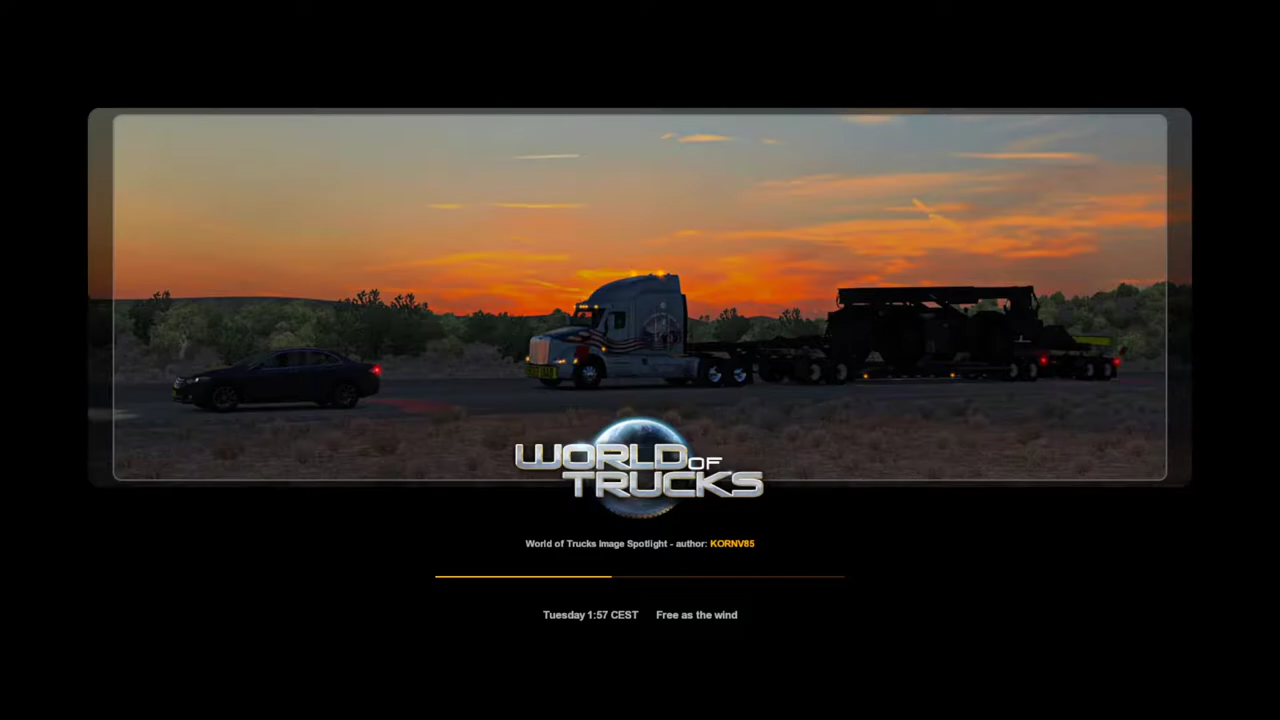 WORLD OF
TRUCKS
World of Trucks Image Spotlight - author: KORNV85
Tuesday 1:57 CEST Free as the wind